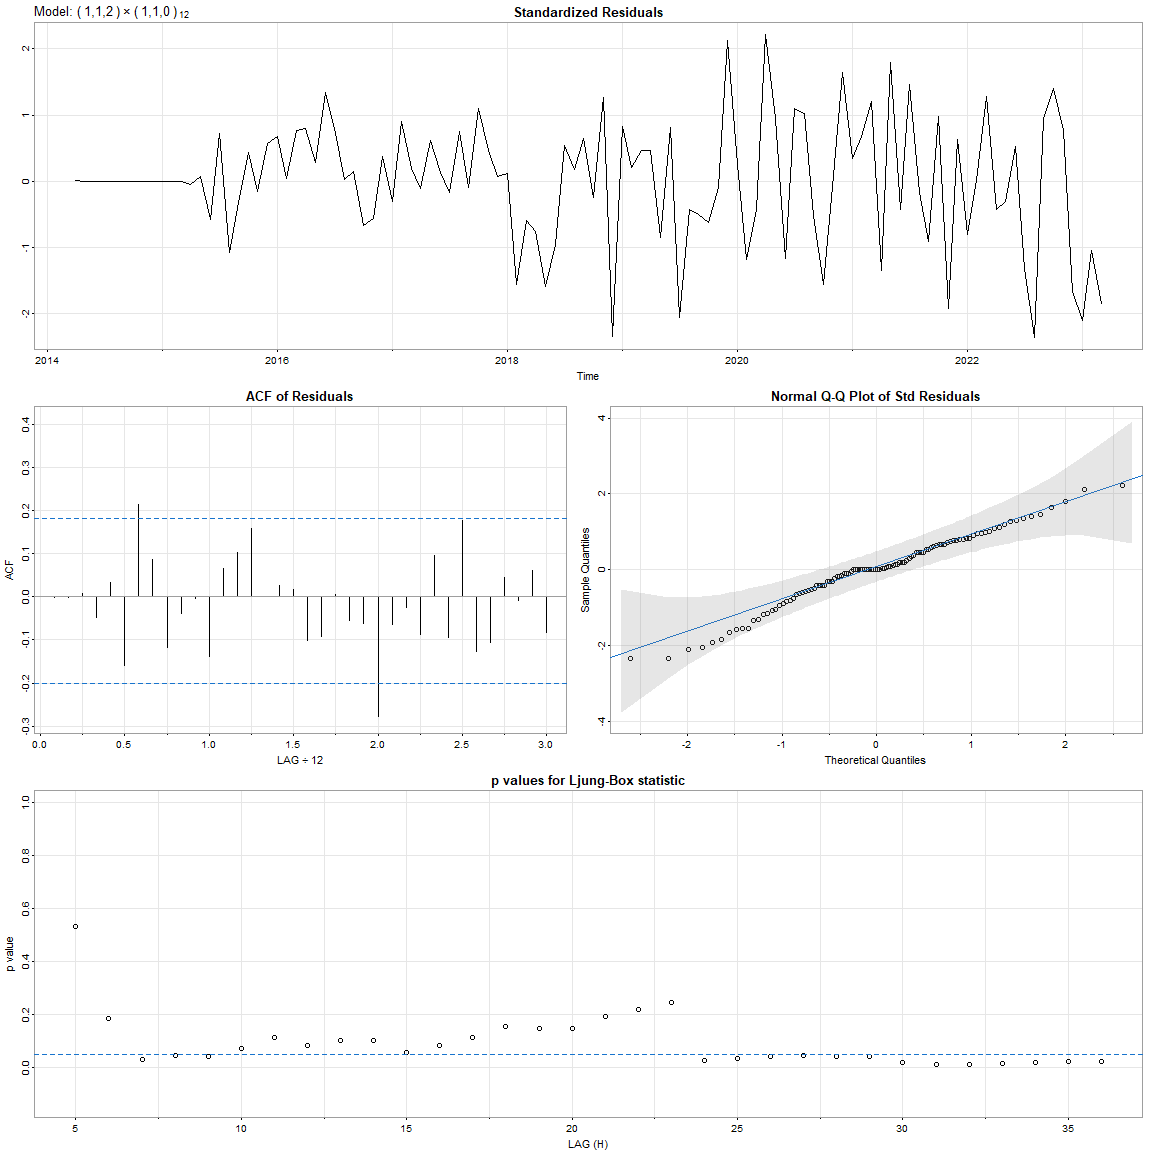 Model: ( 1,1,2 ) × ( 1,1,0 ) 12
Standardized Residuals
2
1
0
-1
-2
2014 2016 2018 2020 2022
Time
ACF of Residuals
ACF
0.4
0.3
0.2
0.1
0.0
-0.1
-0.2
-0.3
0.0 0.5 1.0 1.5 2.0 2.5 3.0
LAG ÷ 12
Normal Q-Q Plot of Std Residuals
Sample Quantiles
4
2
0
-2
-4
-2 -1 0 1 2
Theoretical Quantiles
p values for Ljung-Box statistic
p value
1.0
0.8
0.6
0.4
0.2
0.0
5 10 15 20 25 30 35
LAG (H)